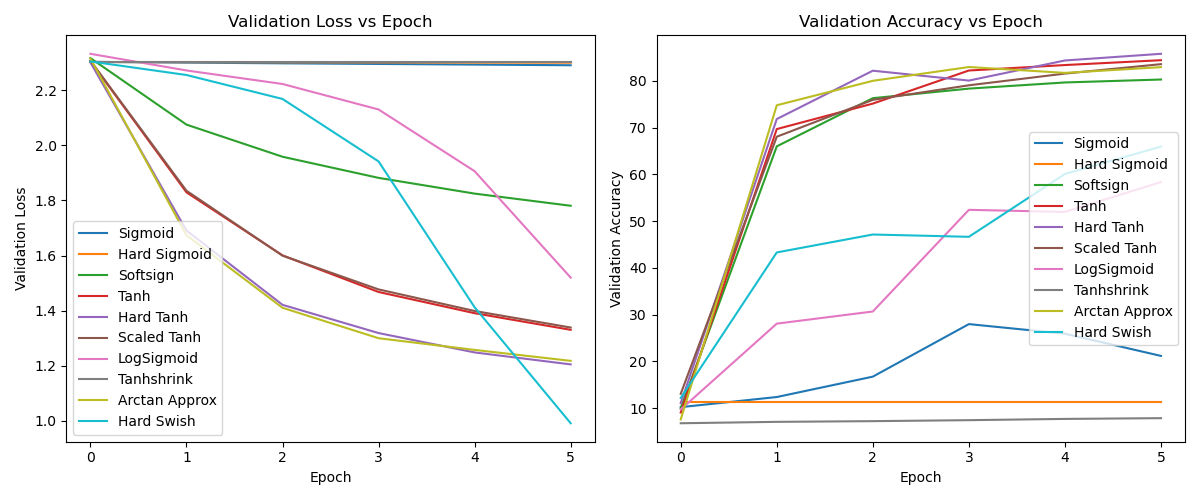 Validation Loss vs Epoch
Validation Loss
2.2
2.0
1.8
1.6
1.4
1.2
1.0
Sigmoid
Hard Sigmoid
Softsign
Tanh
Hard Tanh
Scaled Tanh
LogSigmoid
Tanhshrink
Arctan Approx
Hard Swish
0 1 2 3 4 5
Epoch
Validation Accuracy vs Epoch
Validation Accuracy
80
70
60
50
40
30
20
10
Sigmoid
Hard Sigmoid
Softsign
Tanh
Hard Tanh
Scaled Tanh
LogSigmoid
Tanhshrink
Arctan Approx
Hard Swish
0 1 2 3 4 5
Epoch